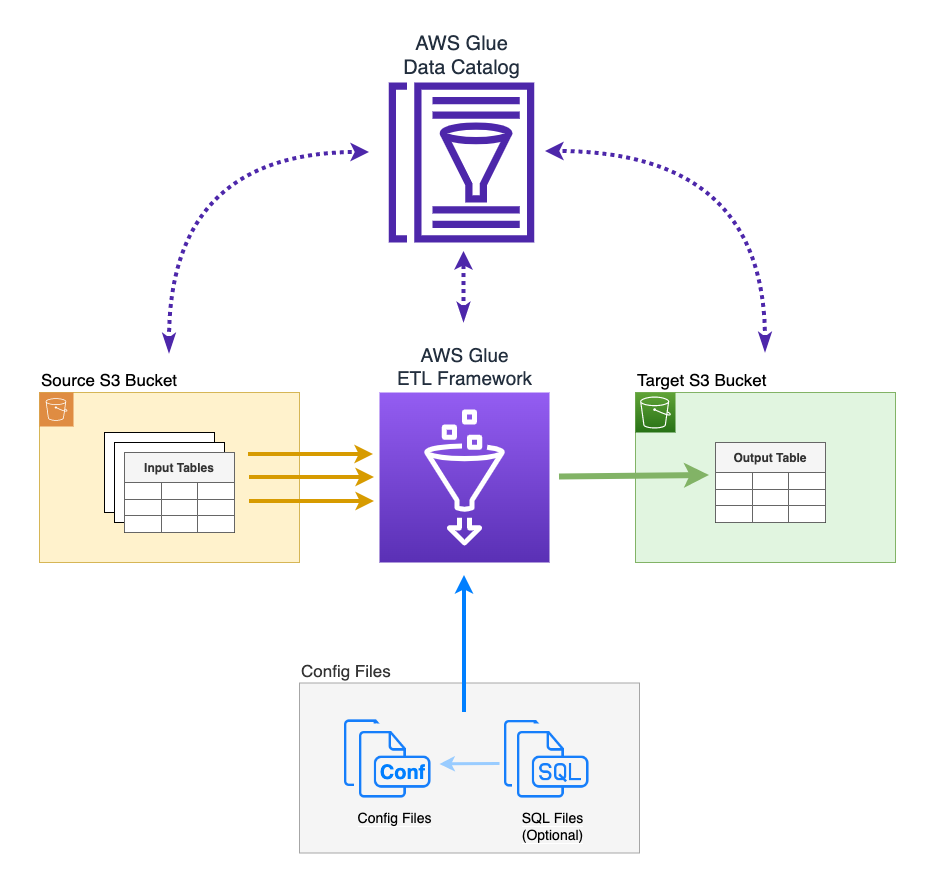 AWS Glue
Data Catalog
AWS Glue
ETL Framework
Source S3 Bucket
Target S3 Bucket
Input Tables
Output Table
Config Files
Conf
SQL
Config Files
SQL Files
(Optional)